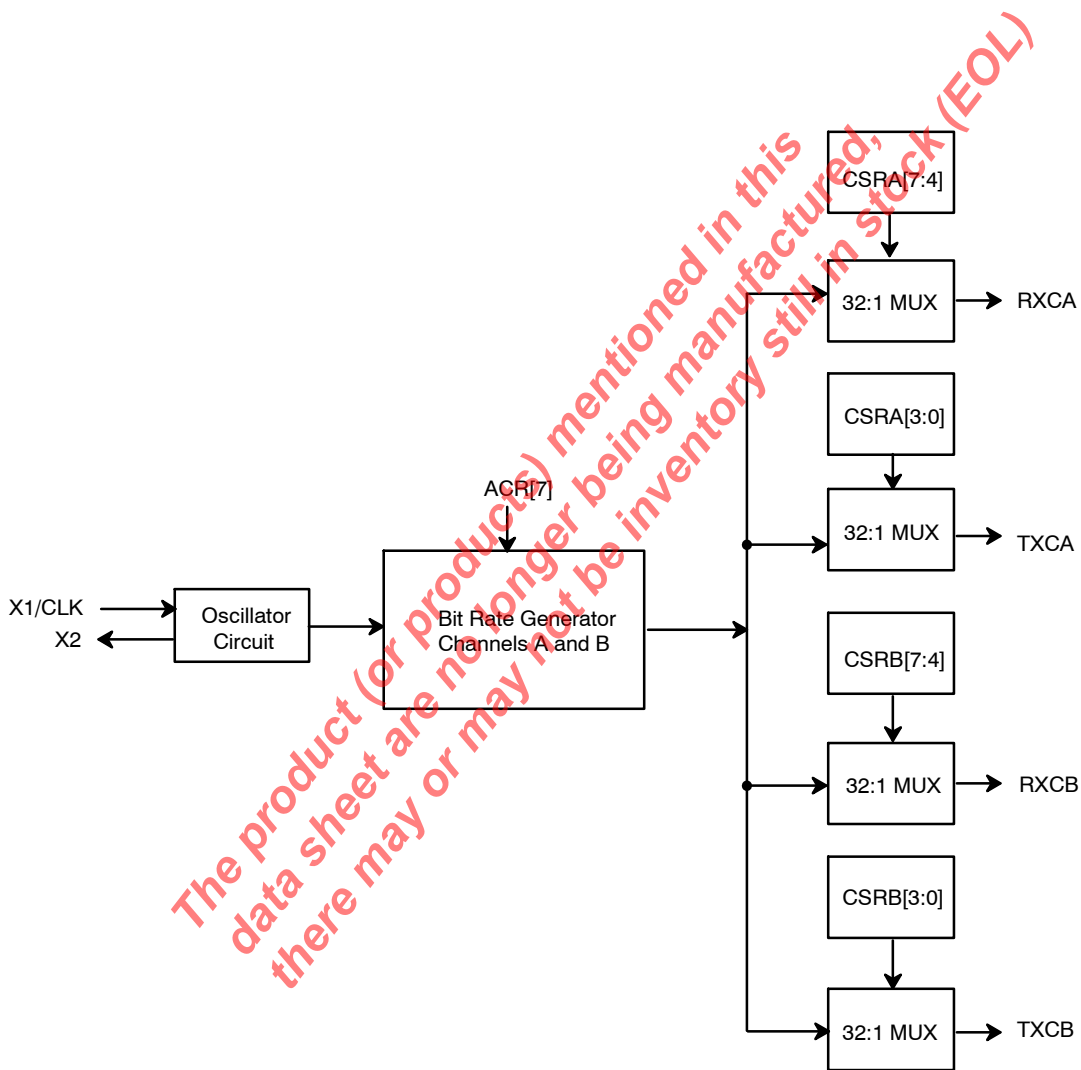 The product (or products) mentioned in this
data sheet are no longer being manufactured,
there may or may not be inventory still in stock (EOL)
CSRA[7:4]
32:1 MUX
RXCA
CSRA[3:0]
32:1 MUX
TXCA
ACR[7]
X1/CLK
X2
Oscillator
Circuit
Bit Rate Generator
Channels A and B
CSRB[7:4]
32:1 MUX
RXCB
CSRB[3:0]
32:1 MUX
TXCB